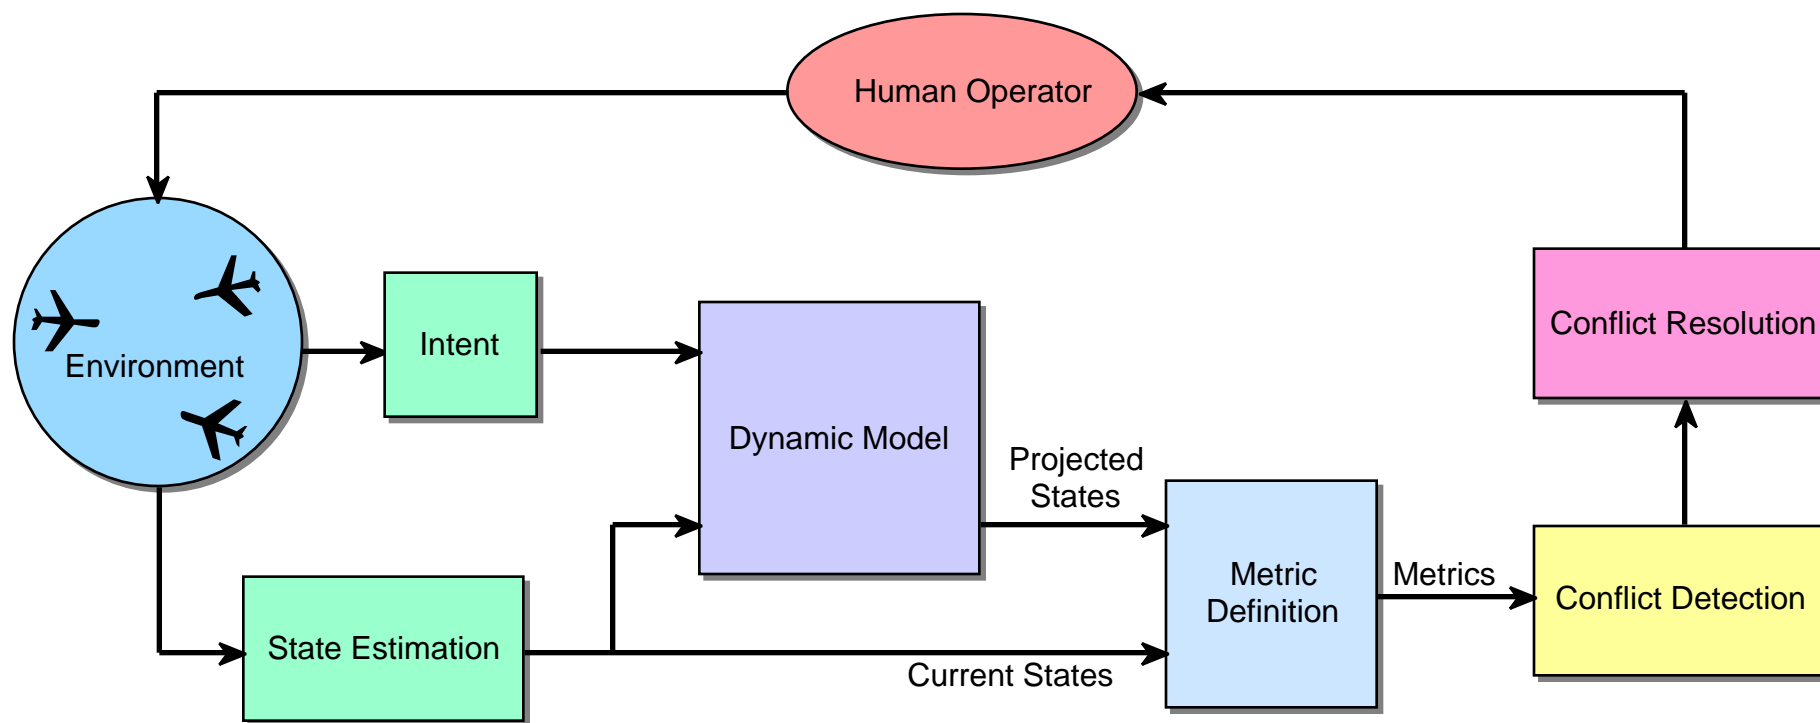 Human Operator
Environment
Intent
Dynamic Model
Conflict Resolution
Projected
States
Metric
Definition
Metrics
Conflict Detection
State Estimation
Current States